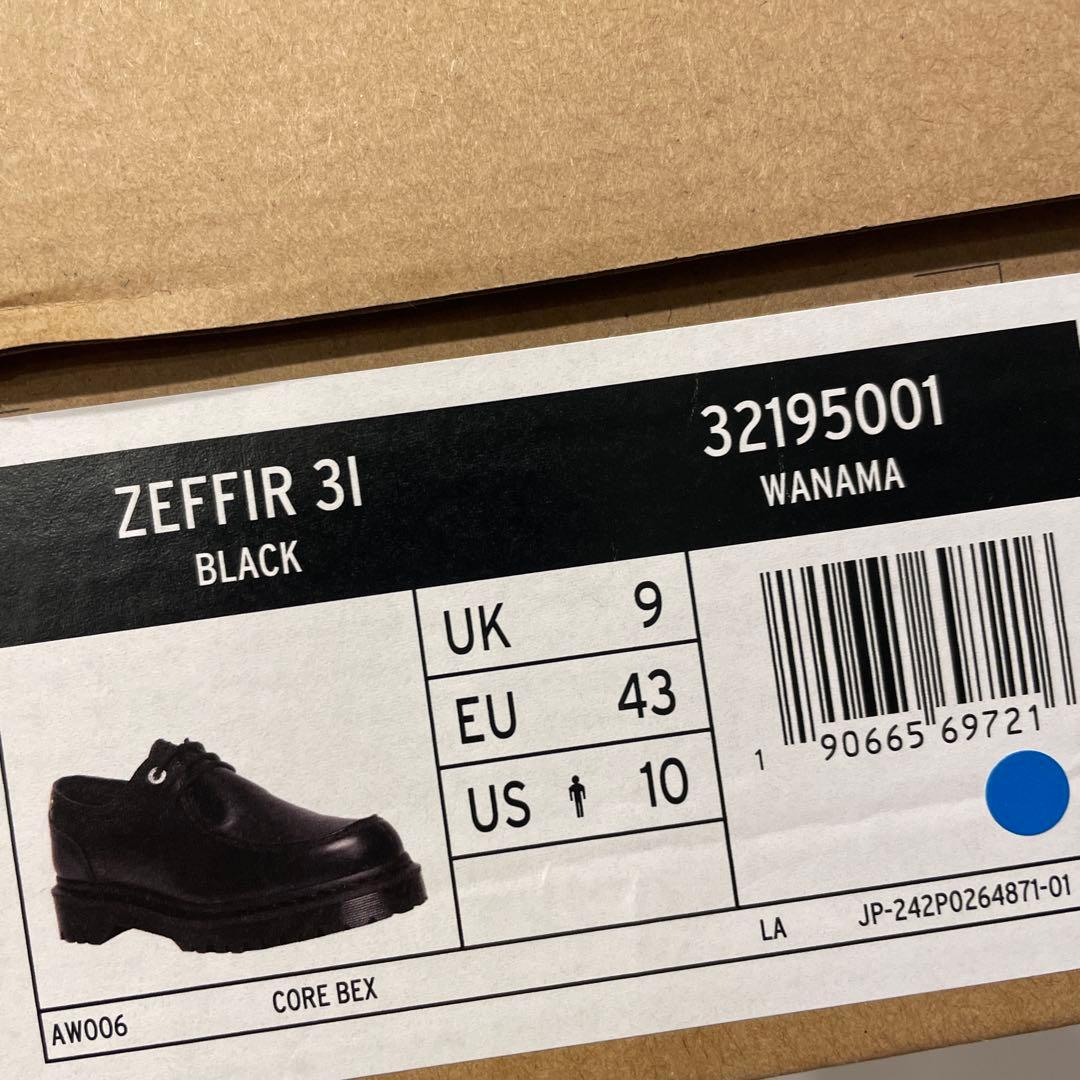 ZEFFIR 3I
BLACK
32195001
WANAMA
UK 9
EU 43
US 10
1 90665 69721
LA
JP-242P0264871-01
CORE BEX
AW006